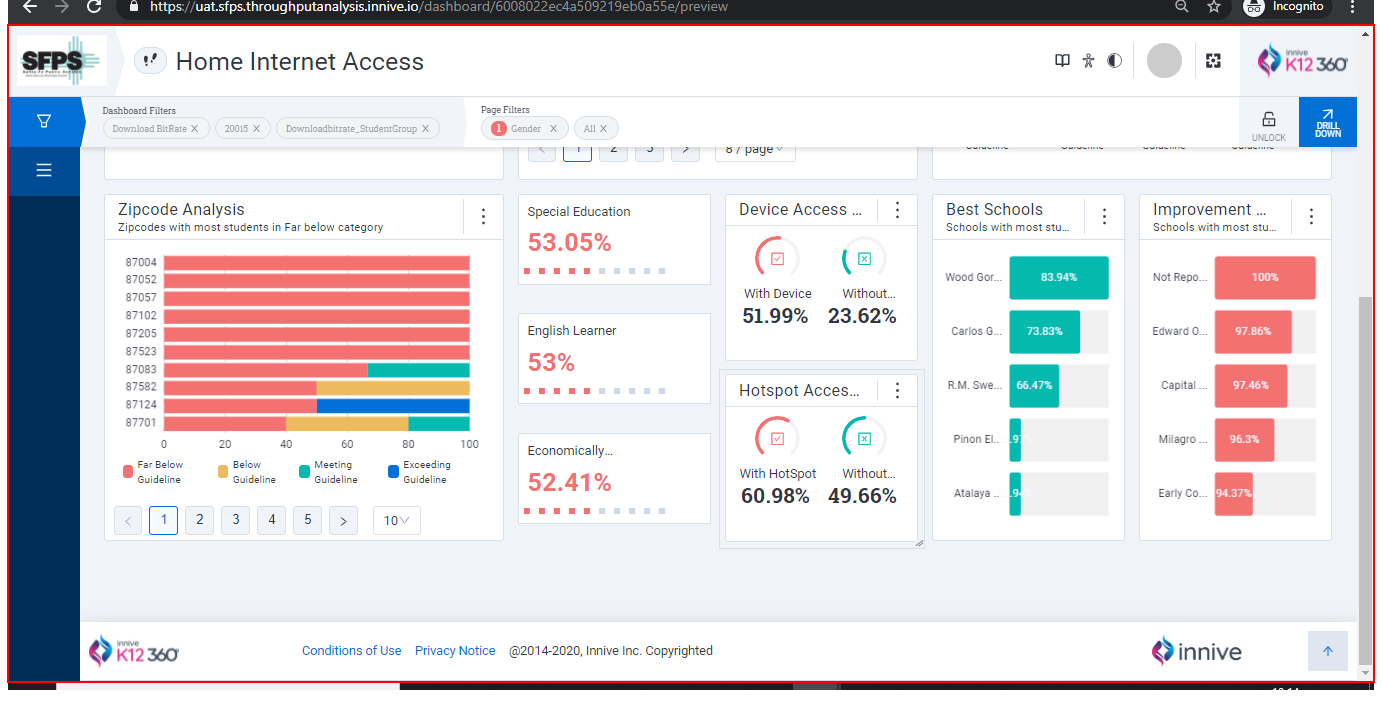 https://uat.sfps.throughputanalysis.innive.io/dashboard/6008022ec4a509219eb0a55e/preview
Incognito
SFPS
Santa Fe Public Schools
Home Internet Access
innive
K12 360°
Dashboard Filters
Download BitRate ×
20015 ×
Downloadbitrate_StudentGroup ×
Page Filters
1 Gender ×
All ×
UNLOCK
DRILL
DOWN
< 1 2 3 >
8 / page
Guideline Guideline Guideline Guideline
Zipcode Analysis
Zipcodes with most students in Far below category
87004
87052
87057
87102
87205
87523
87083
87582
87124
87701
0 20 40 60 80 100
Far Below
Guideline
Below
Guideline
Meeting
Guideline
Exceeding
Guideline
< 1 2 3 4 5 >
10
Special Education
53.05%
English Learner
53%
Economically...
52.41%
Device Access ...
With Device
51.99%
Without...
23.62%
Hotspot Acces...
With HotSpot
60.98%
Without...
49.66%
Best Schools
Schools with most stu...
Wood Gor... 83.94%
Carlos G... 73.83%
R.M. Swe... 66.47%
Pinon El...
Atalaya ..
Improvement ...
Schools with most stu...
Not Repo... 100%
Edward O... 97.86%
Capital ... 97.46%
Milagro ... 96.3%
Early Co... 94.37%
innive
K12 360°
Conditions of Use
Privacy Notice
@2014-2020, Innive Inc. Copyrighted
innive